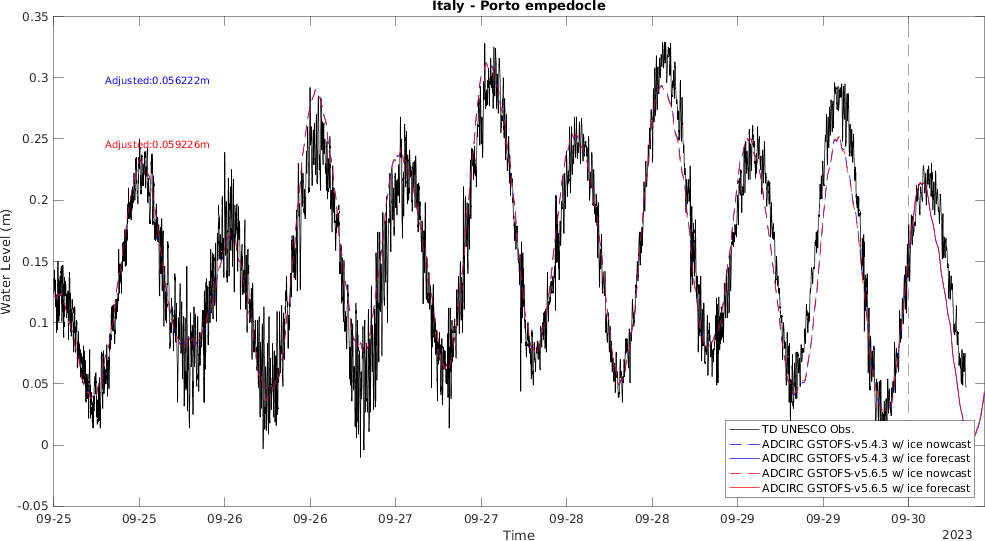 Italy - Porto empedocle
0.35
0.3
0.25
0.2
0.15
0.1
0.05
0
-0.05
Water Level (m)
Adjusted:0.056222m
Adjusted:0.059226m
TD UNESCO Obs.
ADCIRC GSTOFS-v5.4.3 w/ ice nowcast
ADCIRC GSTOFS-v5.4.3 w/ ice forecast
ADCIRC GSTOFS-v5.6.5 w/ ice nowcast
ADCIRC GSTOFS-v5.6.5 w/ ice forecast
09-25 09-25 09-26 09-26 09-27 09-27 09-28 09-28 09-29 09-29 09-30
Time
2023